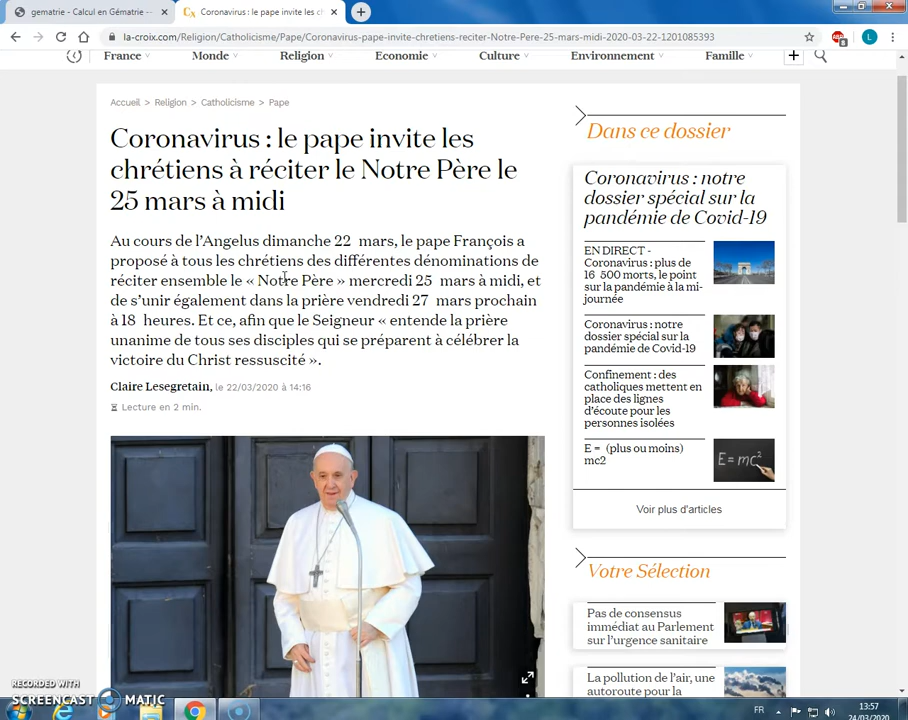 gematrie - Calcul en Gématrie -
Coronavirus : le pape invite les ch
la-croix.com/Religion/Catholicisme/Pape/Coronavirus-pape-invite-chretiens-reciter-Notre-Pere-25-mars-midi-2020-03-22-1201085393
France Monde Religion Economie Culture Environnement Famille
Accueil > Religion > Catholicisme > Pape
Coronavirus : le pape invite les
chrétiens à réciter le Notre Père le
25 mars à midi
Au cours de l’Angelus dimanche 22 mars, le pape François a
proposé à tous les chrétiens des différentes dénominations de
réciter ensemble le « Notre Père » mercredi 25 mars à midi, et
de s’unir également dans la prière vendredi 27 mars prochain
à 18 heures. Et ce, afin que le Seigneur « entende la prière
unanime de tous ses disciples qui se préparent à célébrer la
victoire du Christ ressuscité ».
Claire Lesegretain, le 22/03/2020 à 14:16
Lecture en 2 min.
Dans ce dossier
Coronavirus : notre
dossier spécial sur la
pandémie de Covid-19
EN DIRECT -
Coronavirus : plus de
16 500 morts, le point
sur la pandémie à la mi-
journée
Coronavirus : notre
dossier spécial sur la
pandémie de Covid-19
Confinement : des
catholiques mettent en
place des lignes
d’écoute pour les
personnes isolées
E = (plus ou moins)
mc2
E = mc²
Voir plus d’articles
Votre Sélection
Pas de consensus
immédiat au Parlement
sur l’urgence sanitaire
La pollution de l’air, une
autoroute pour la
RECORDED WITH
SCREENCAST MATIC
FR
13:57
24/03/2020